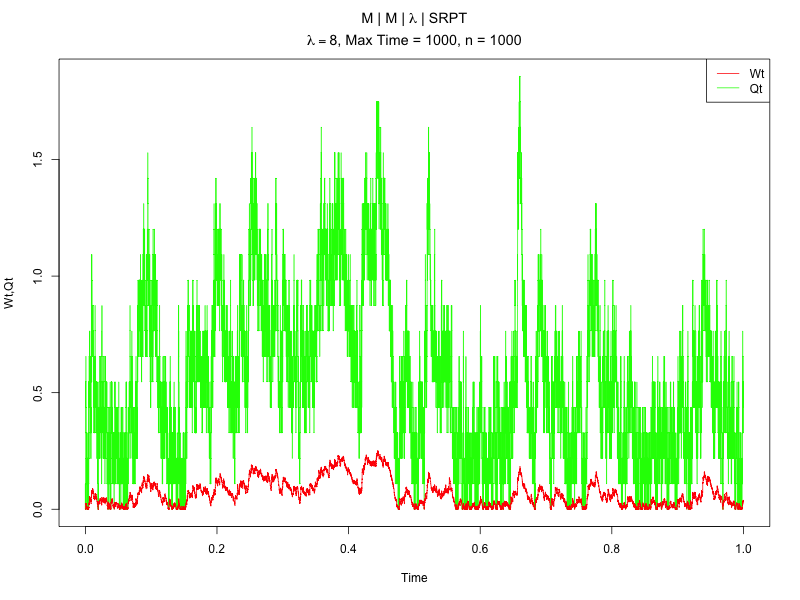 M | M | λ | SRPT
λ = 8, Max Time = 1000, n = 1000
Wt
Qt
1.5
1.0
0.5
0.0
Wt,Qt
0.0 0.2 0.4 0.6 0.8 1.0
Time